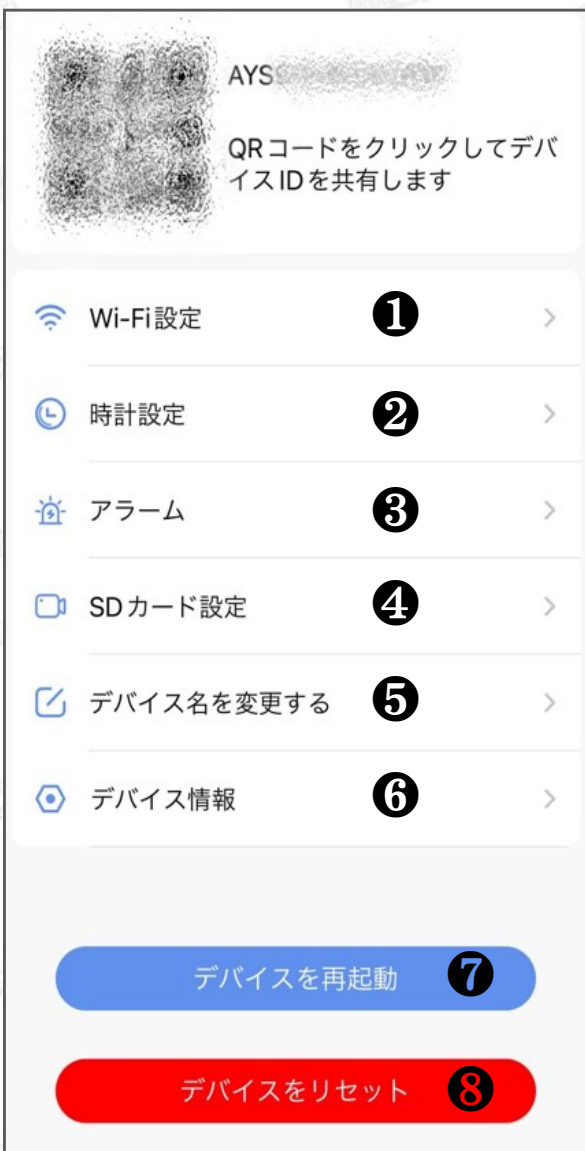 AYS
QRコードをクリックしてデバ
イスIDを共有します
Wi-Fi設定 ❶
時計設定 ❷
アラーム ❸
SDカード設定 ❹
デバイス名を変更する ❺
デバイス情報 ❻
デバイスを再起動 ❼
デバイスをリセット ❽